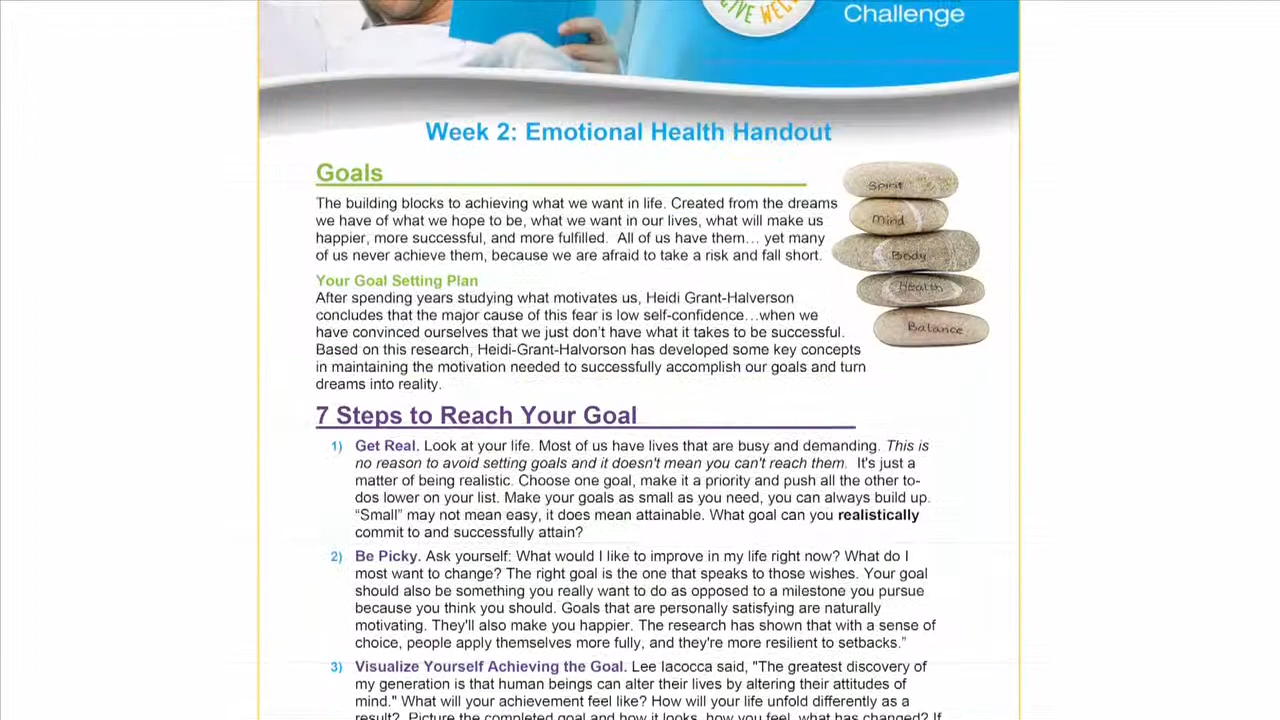 LIVE WELL
Challenge
Week 2: Emotional Health Handout
Goals
The building blocks to achieving what we want in life. Created from the dreams
we have of what we hope to be, what we want in our lives, what will make us
happier, more successful, and more fulfilled. All of us have them… yet many
of us never achieve them, because we are afraid to take a risk and fall short.
Spirit
Mind
Body
Health
Balance
Your Goal Setting Plan
After spending years studying what motivates us, Heidi Grant-Halverson
concludes that the major cause of this fear is low self-confidence…when we
have convinced ourselves that we just don’t have what it takes to be successful.
Based on this research, Heidi-Grant-Halvorson has developed some key concepts
in maintaining the motivation needed to successfully accomplish our goals and turn
dreams into reality.
7 Steps to Reach Your Goal
1) Get Real. Look at your life. Most of us have lives that are busy and demanding. This is
no reason to avoid setting goals and it doesn't mean you can't reach them. It's just a
matter of being realistic. Choose one goal, make it a priority and push all the other to-
dos lower on your list. Make your goals as small as you need, you can always build up.
“Small” may not mean easy, it does mean attainable. What goal can you realistically
commit to and successfully attain?
2) Be Picky. Ask yourself: What would I like to improve in my life right now? What do I
most want to change? The right goal is the one that speaks to those wishes. Your goal
should also be something you really want to do as opposed to a milestone you pursue
because you think you should. Goals that are personally satisfying are naturally
motivating. They'll also make you happier. The research has shown that with a sense of
choice, people apply themselves more fully, and they're more resilient to setbacks.”
3) Visualize Yourself Achieving the Goal. Lee Iacocca said, "The greatest discovery of
my generation is that human beings can alter their lives by altering their attitudes of
mind." What will your achievement feel like? How will your life unfold differently as a
result? Picture the completed goal and how it looks, how you feel, what has changed? If